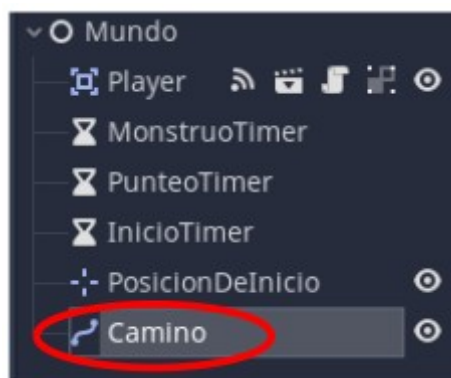 Mundo
Player
MonstruoTimer
PunteoTimer
InicioTimer
PosicionDeInicio
Camino